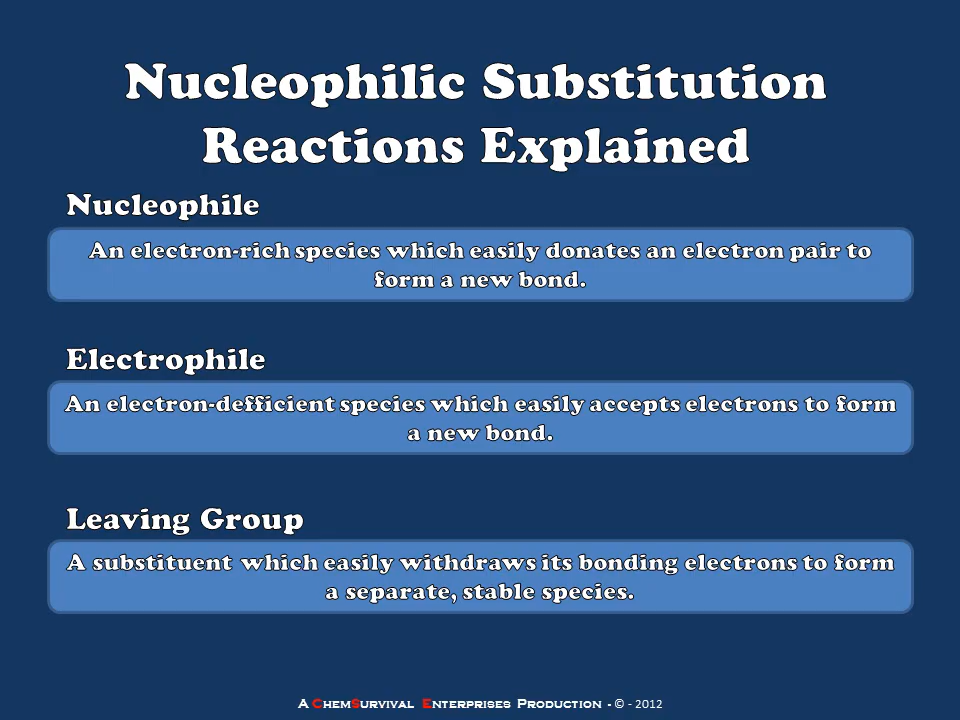 Nucleophilic Substitution
Reactions Explained
Nucleophile
An electron-rich species which easily donates an electron pair to
form a new bond.
Electrophile
An electron-defficient species which easily accepts electrons to form
a new bond.
Leaving Group
A substituent which easily withdraws its bonding electrons to form
a separate, stable species.
A ChemSurvival Enterprises Production - © - 2012